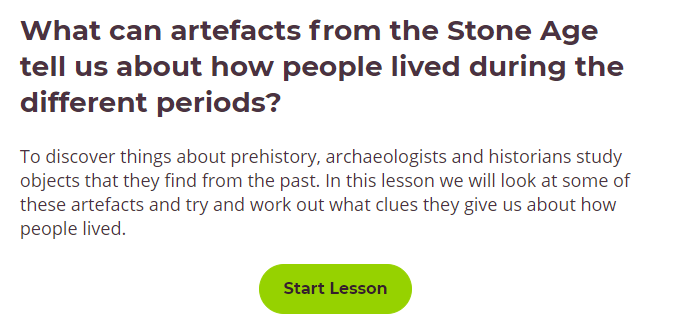 What can artefacts from the Stone Age
tell us about how people lived during the
different periods?
To discover things about prehistory, archaeologists and historians study
objects that they find from the past. In this lesson we will look at some of
these artefacts and try and work out what clues they give us about how
people lived.
Start Lesson